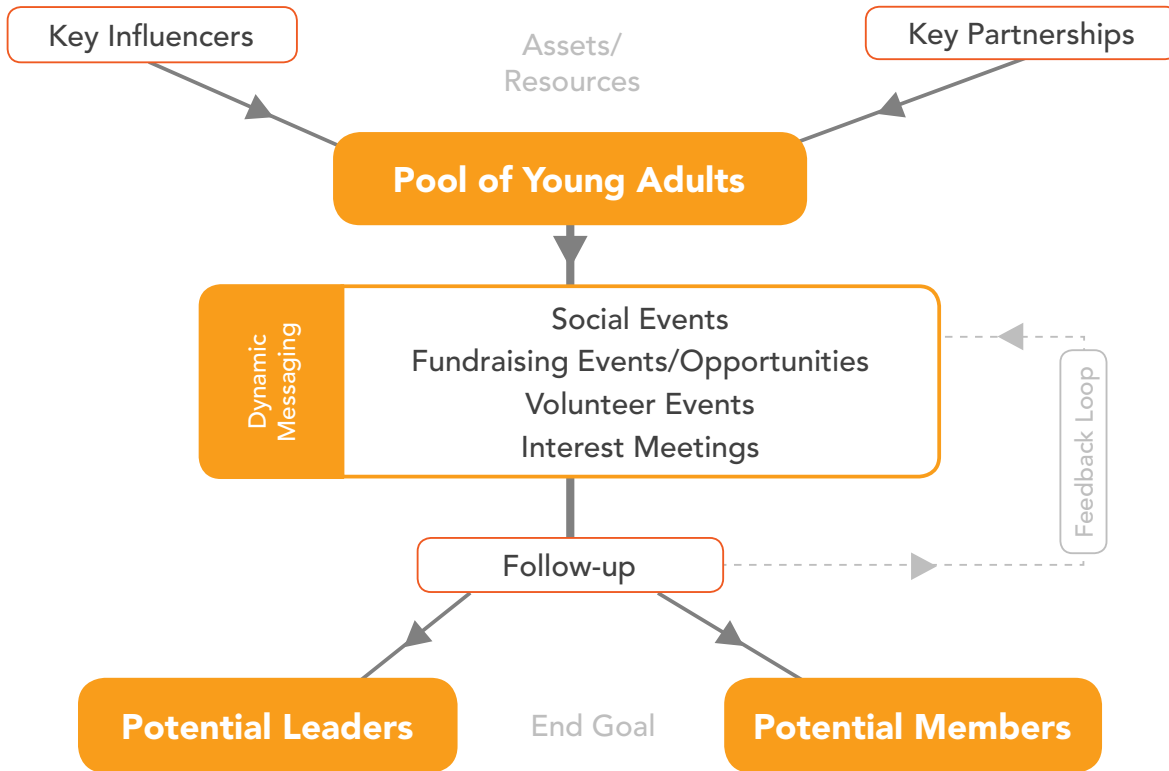 Key Influencers
Assets/
Resources
Key Partnerships
Pool of Young Adults
Dynamic
Messaging
Social Events
Fundraising Events/Opportunities
Volunteer Events
Interest Meetings
Feedback Loop
Follow-up
Potential Leaders
End Goal
Potential Members